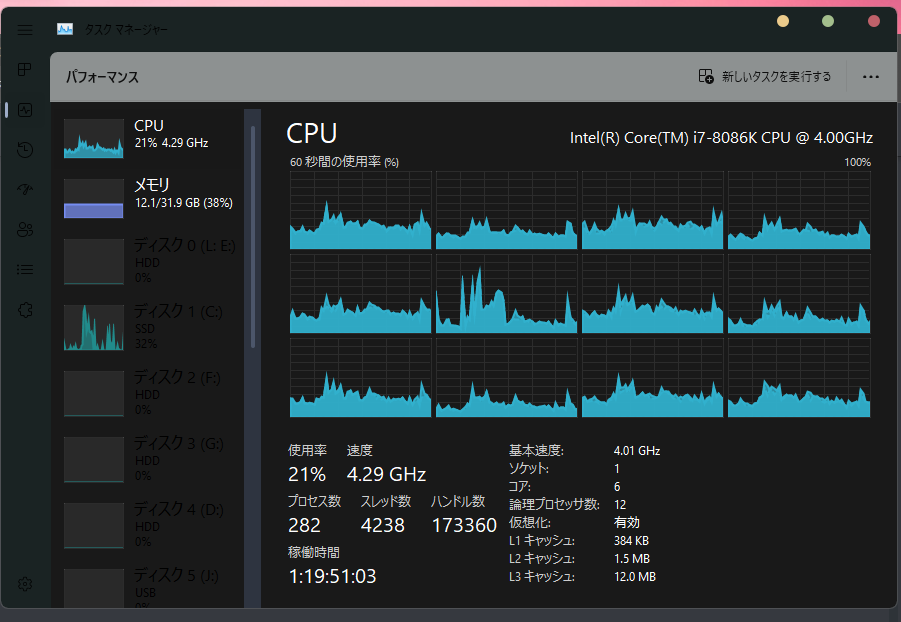 タスク マネージャー
パフォーマンス
新しいタスクを実行する
CPU
21% 4.29 GHz
メモリ
12.1/31.9 GB (38%)
ディスク 0 (L: E:)
HDD
0%
ディスク 1 (C:)
SSD
32%
ディスク 2 (F:)
HDD
0%
ディスク 3 (G:)
HDD
0%
ディスク 4 (D:)
HDD
0%
ディスク 5 (J:)
USB
0%
CPU
Intel(R) Core(TM) i7-8086K CPU @ 4.00GHz
60 秒間の使用率 (%)
100%
使用率 速度
21% 4.29 GHz
プロセス数 スレッド数 ハンドル数
282 4238 173360
稼働時間
1:19:51:03
基本速度: 4.01 GHz
ソケット: 1
コア: 6
論理プロセッサ数: 12
仮想化: 有効
L1 キャッシュ: 384 KB
L2 キャッシュ: 1.5 MB
L3 キャッシュ: 12.0 MB